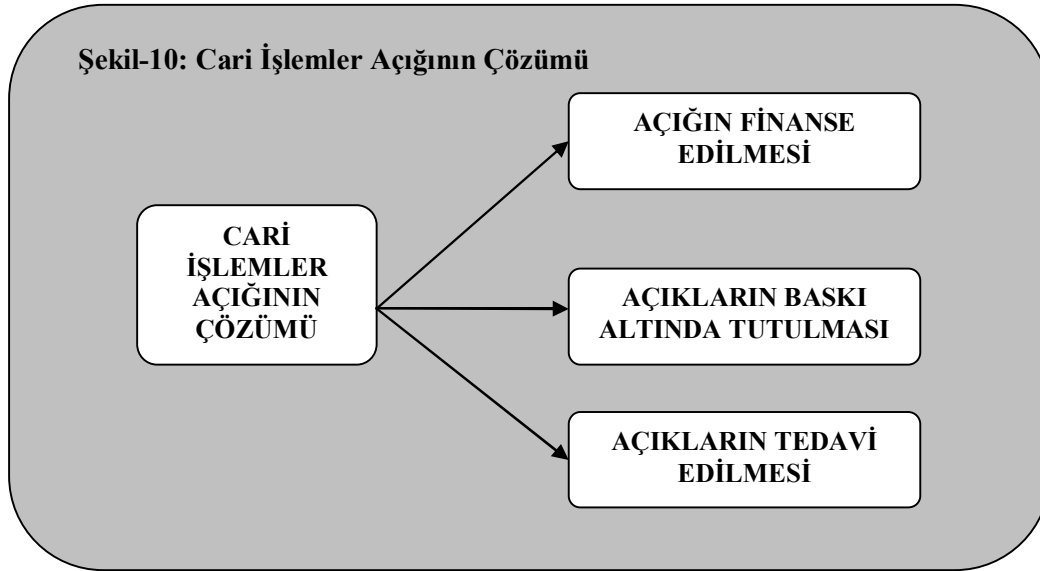 Şekil-10: Cari İşlemler Açığının Çözümü
AÇIĞIN FİNANSE
EDİLMESİ
CARİ
İŞLEMLER
AÇIĞININ
ÇÖZÜMÜ
AÇIKLARIN BASKI
ALTINDA TUTULMASI
AÇIKLARIN TEDAVİ
EDİLMESİ